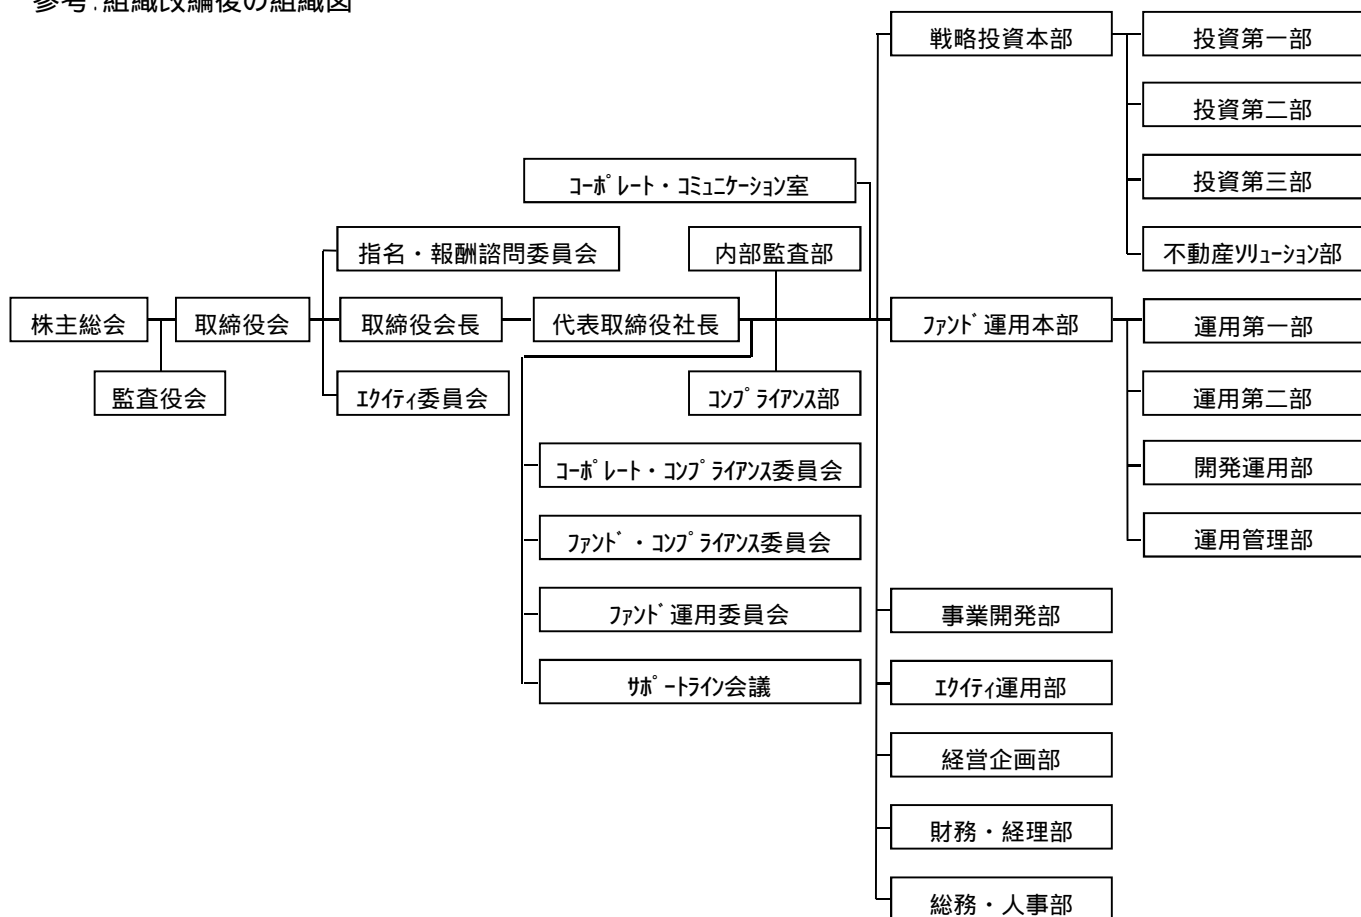 参考:組織改編後の組織図
戦略投資本部
投資第一部
投資第二部
コーポレート・コミュニケーション室
投資第三部
指名・報酬諮問委員会
内部監査部
不動産ソリューション部
株主総会
取締役会
取締役会長
代表取締役社長
ファンド運用本部
運用第一部
監査役会
エクイティ委員会
コンプライアンス部
運用第二部
コーポレート・コンプライアンス委員会
開発運用部
ファンド・コンプライアンス委員会
運用管理部
ファンド運用委員会
事業開発部
サポートライン会議
エクイティ運用部
経営企画部
財務・経理部
総務・人事部